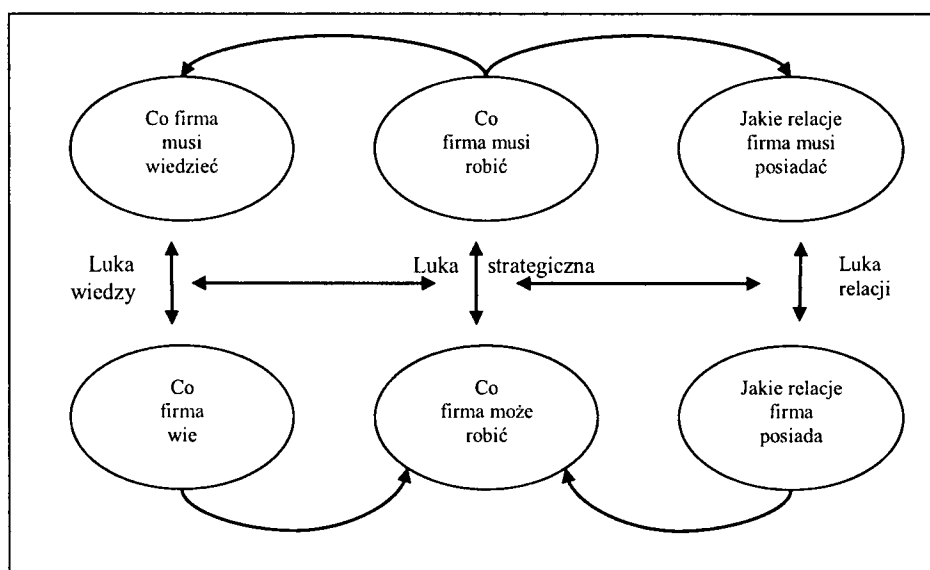 Co firma
musi
wiedzieć
Co
firma musi
robić
Jakie relacje
firma musi
posiadać
Luka
wiedzy
Luka strategiczna
Luka
relacji
Co
firma
wie
Co
firma może
robić
Jakie relacje
firma
posiada